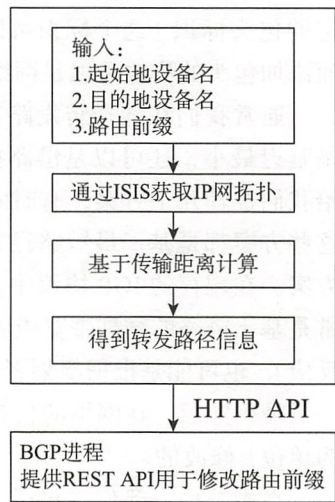 输入：
1.起始地设备名
2.目的地设备名
3.路由前缀
通过ISIS获取IP网拓扑
基于传输距离计算
得到转发路径信息
HTTP API
BGP进程
提供REST API用于修改路由前缀